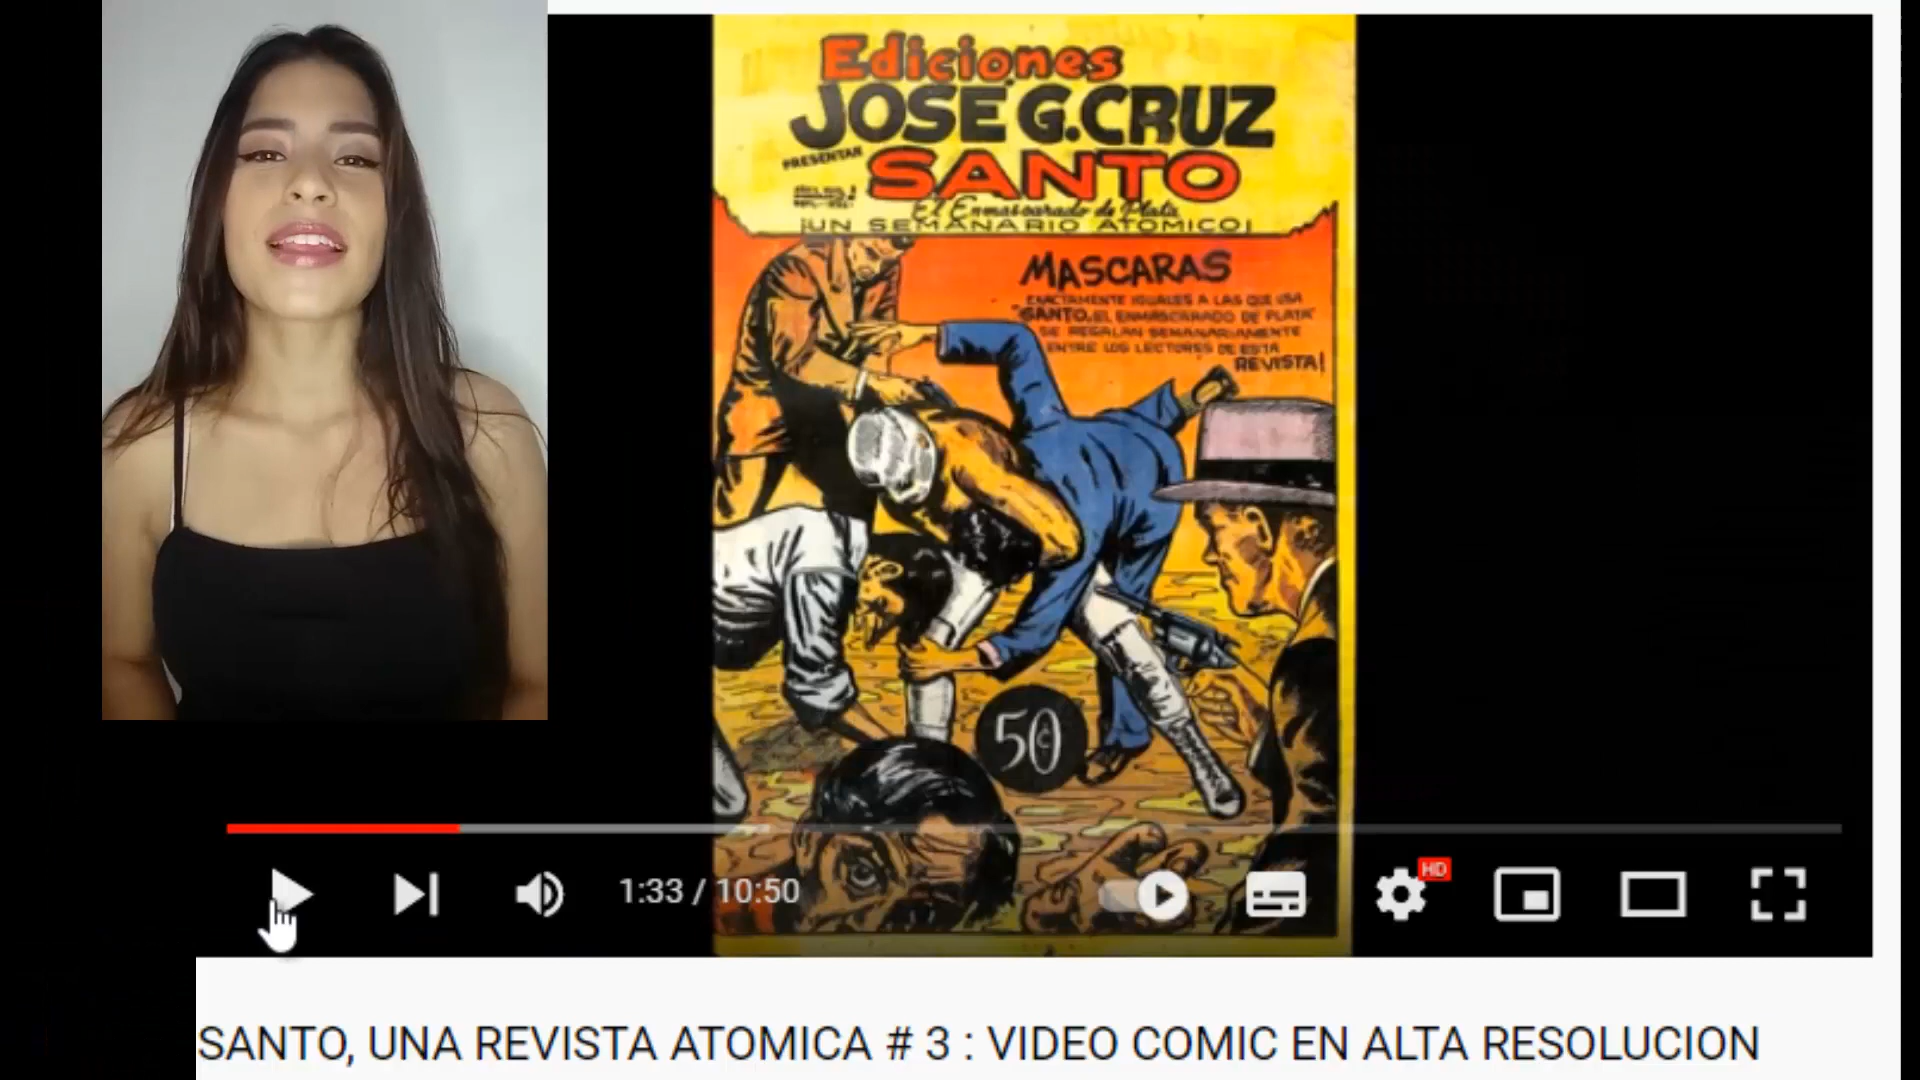 Ediciones
JOSE G. CRUZ
PRESENTAN
SANTO
El Enmascarado de Plata
¡UN SEMANARIO ATOMICO!
MASCARAS
EXACTAMENTE IGUALES A LAS QUE USA
"SANTO, EL ENMASCARADO DE PLATA"
SE REGALAN SEMANARIAMENTE
ENTRE LOS LECTORES DE ESTA
REVISTA!
50¢
1:33 / 10:50
HD
SANTO, UNA REVISTA ATOMICA # 3 : VIDEO COMIC EN ALTA RESOLUCION